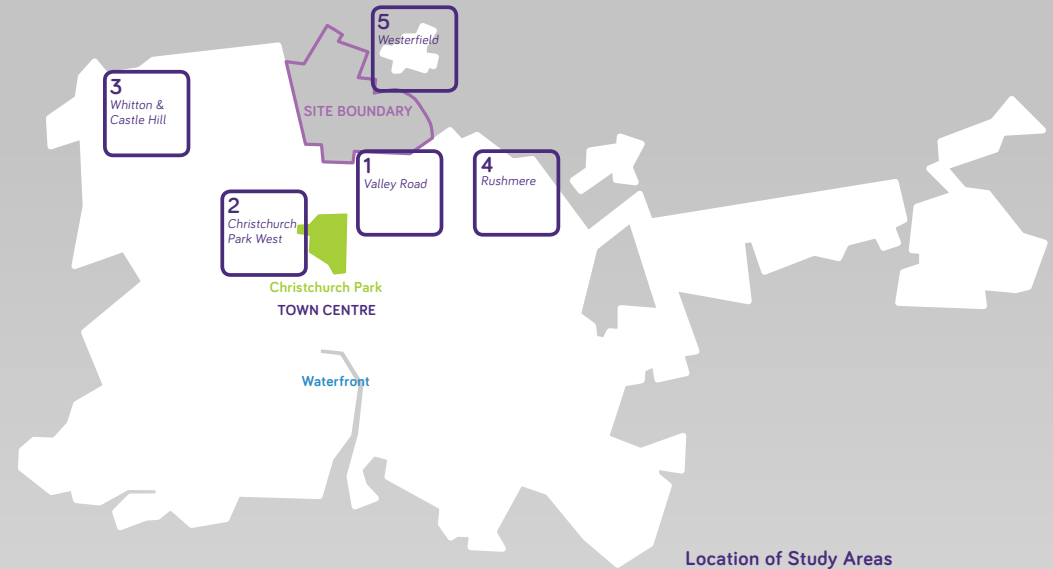 5
Westerfield
3
Whitton &
Castle Hill
SITE BOUNDARY
1
Valley Road
4
Rushmere
2
Christchurch
Park West
Christchurch Park
TOWN CENTRE
Waterfront
Location of Study Areas